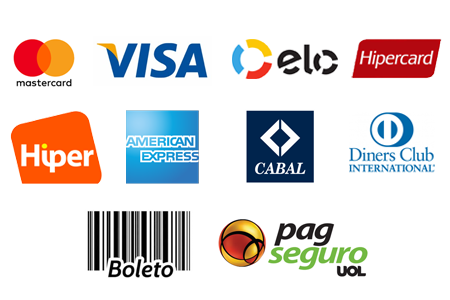 mastercard
VISA
elo
Hipercard
Hiper
AMERICAN
EXPRESS
CABAL
Diners Club
INTERNATIONAL®
Boleto
pag
seguro
UOL